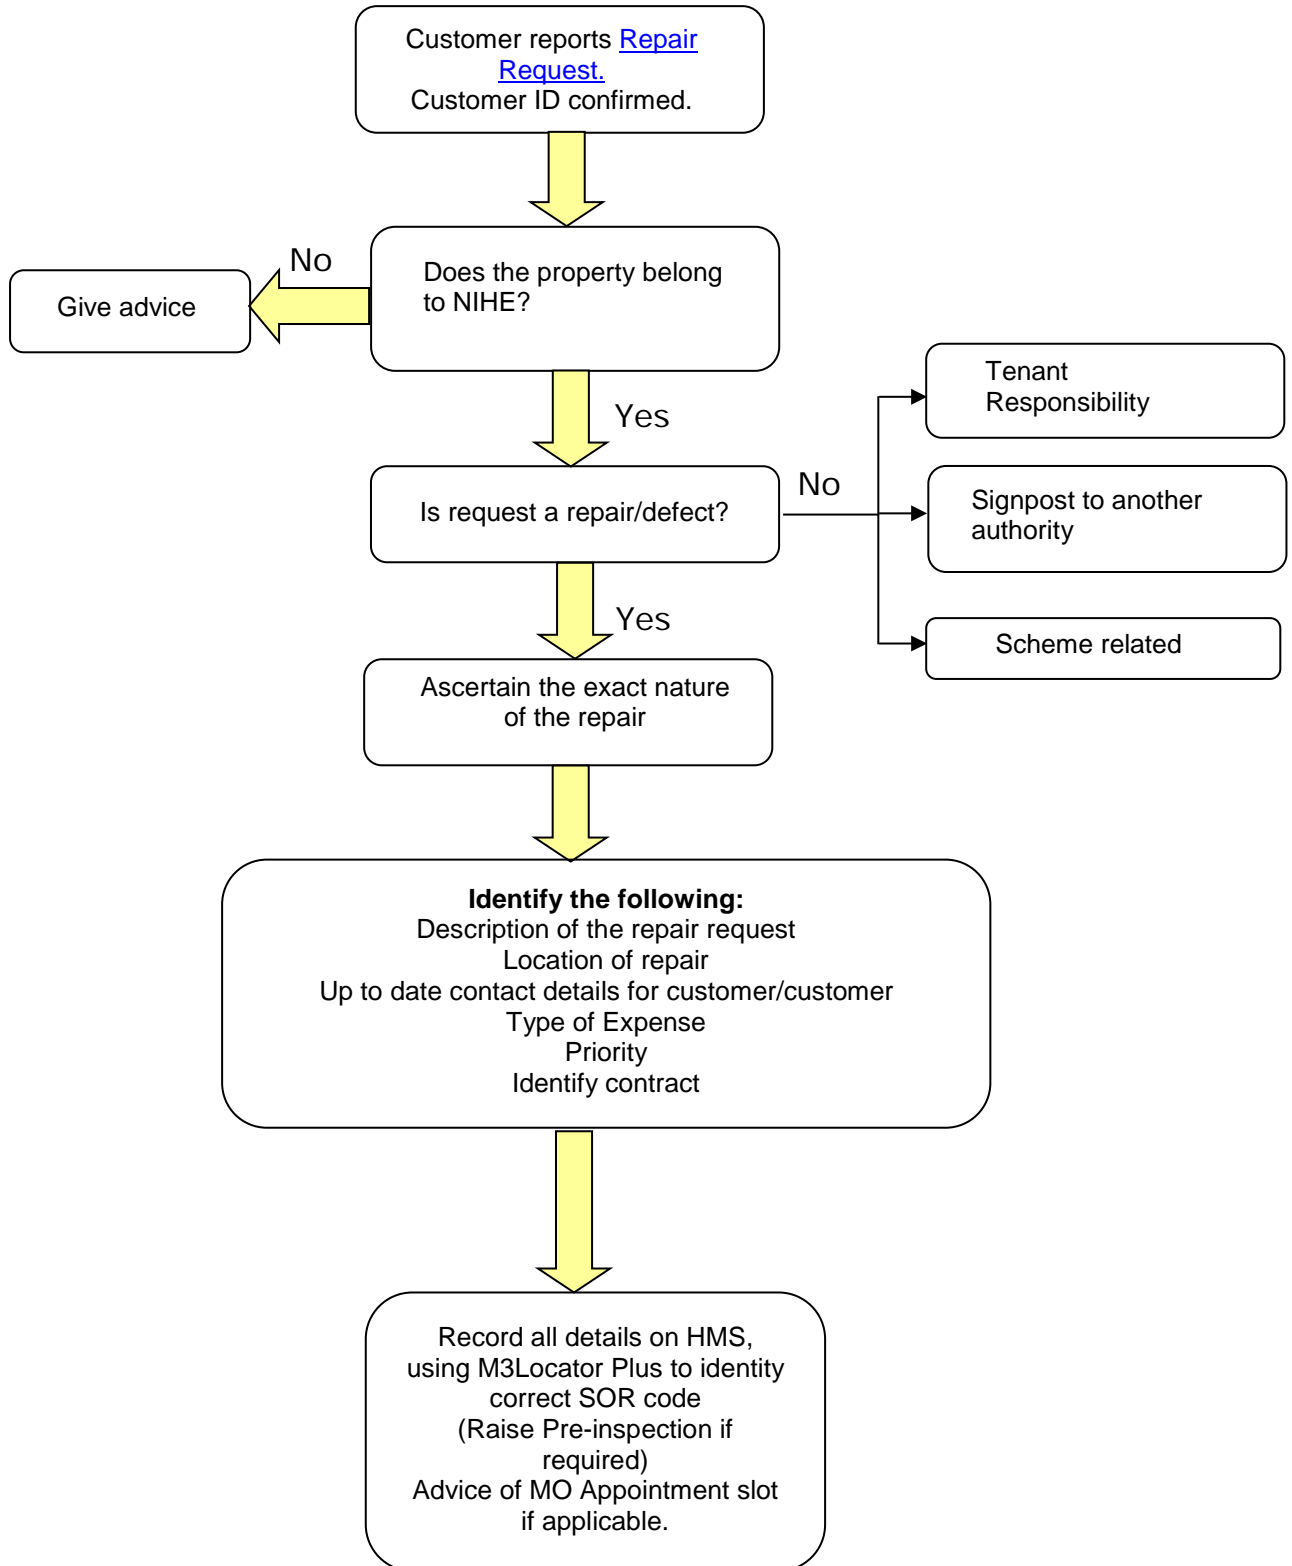 Customer reports Repair
Request.
Customer ID confirmed.
No
Does the property belong
to NIHE?
Give advice
Yes
Tenant
Responsibility
Is request a repair/defect?
No
Signpost to another
authority
Yes
Scheme related
Ascertain the exact nature
of the repair
Identify the following:
Description of the repair request
Location of repair
Up to date contact details for customer/customer
Type of Expense
Priority
Identify contract
Record all details on HMS,
using M3Locator Plus to identity
correct SOR code
(Raise Pre-inspection if
required)
Advice of MO Appointment slot
if applicable.